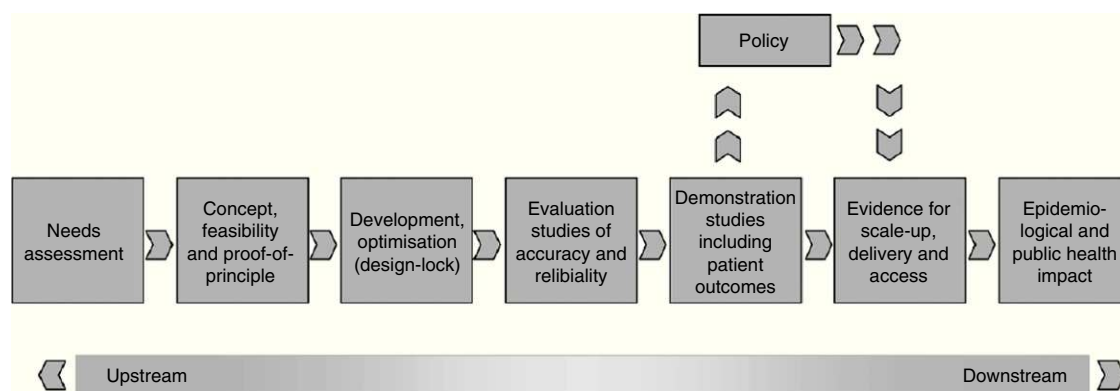 Policy
Needs
assessment
Concept,
feasibility
and proof-of-
principle
Development,
optimisation
(design-lock)
Evaluation
studies of
accuracy and
relibiality
Demonstration
studies
including
patient
outcomes
Evidence for
scale-up,
delivery and
access
Epidemio-
logical and
public health
impact
Upstream
Downstream